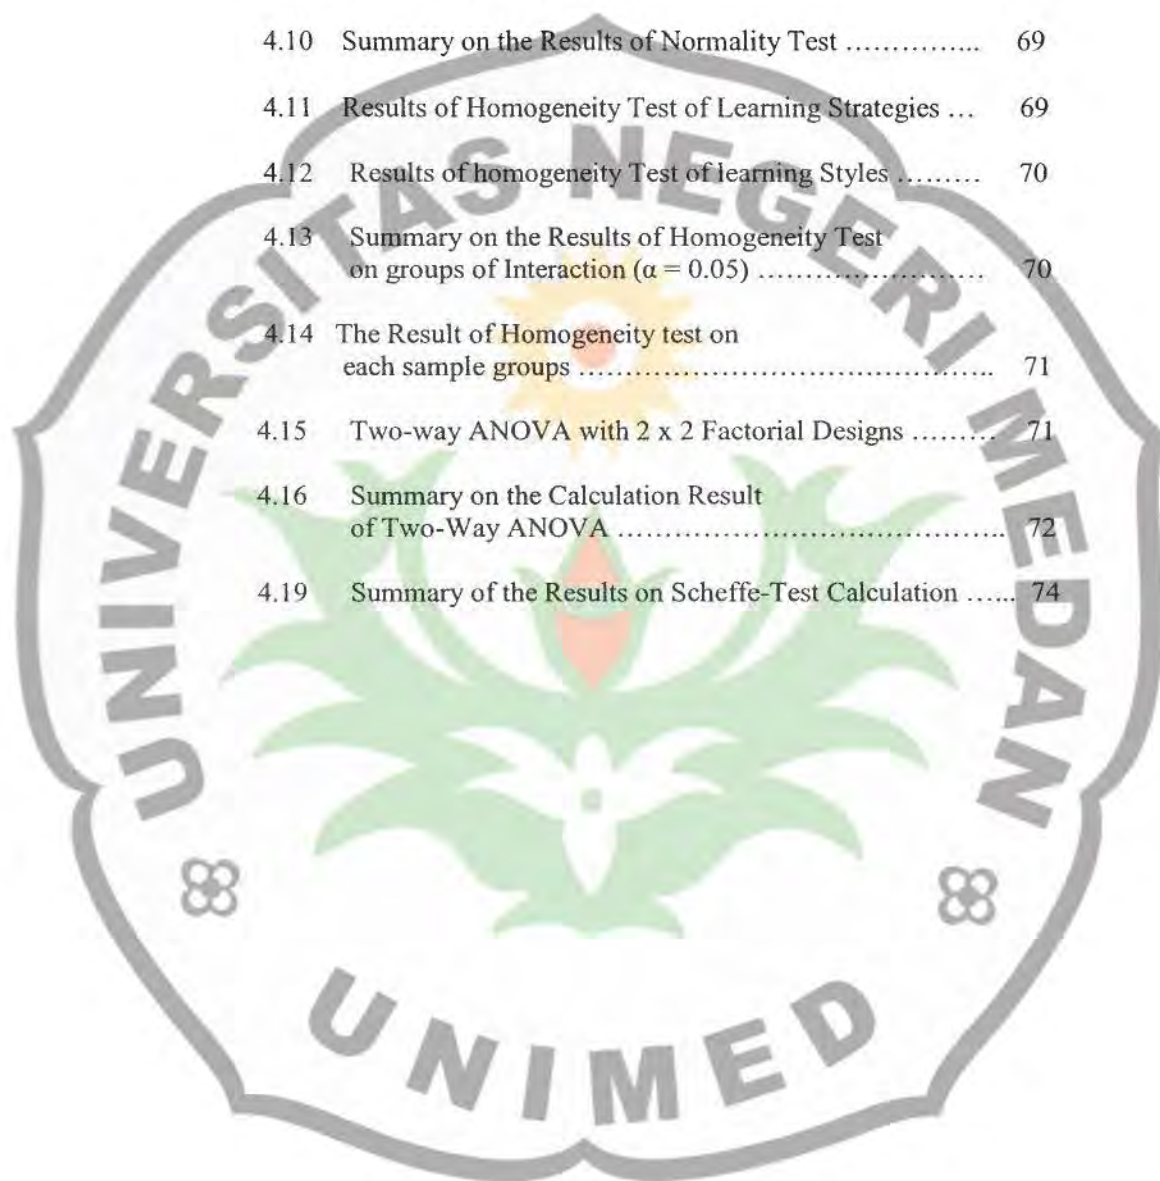 4.10 Summary on the Results of Normality Test ………….. 69
4.11 Results of Homogeneity Test of Learning Strategies … 69
4.12 Results of homogeneity Test of learning Styles ……… 70
4.13 Summary on the Results of Homogeneity Test
on groups of Interaction (α = 0.05) …………………… 70
4.14 The Result of Homogeneity test on
each sample groups …………………………………….. 71
4.15 Two-way ANOVA with 2 x 2 Factorial Designs ……… 71
4.16 Summary on the Calculation Result
of Two-Way ANOVA ………………………………….. 72
4.19 Summary of the Results on Scheffe-Test Calculation …... 74
UNIVERSITAS NEGERI MEDAN
UNIMED